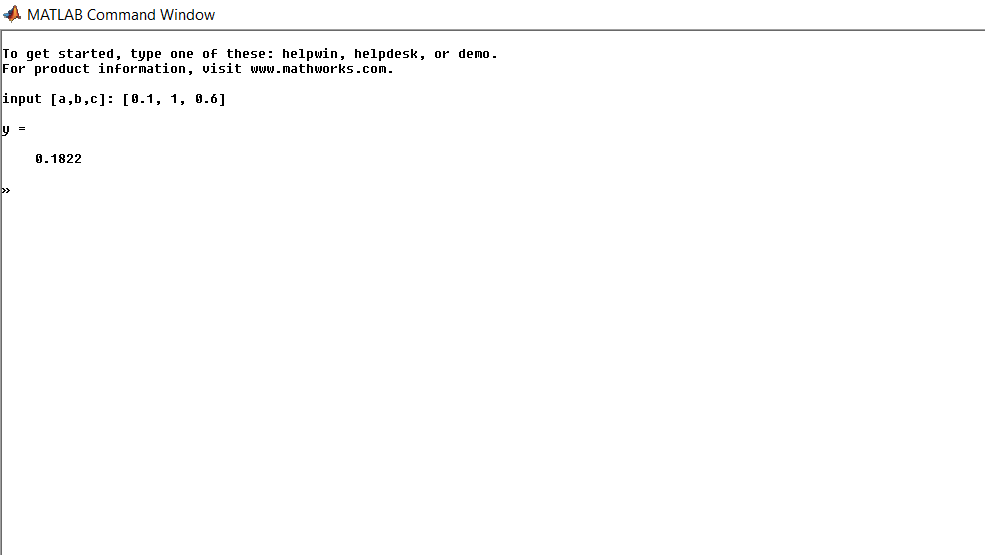 MATLAB Command Window
To get started, type one of these: helpwin, helpdesk, or demo.
For product information, visit www.mathworks.com.
input [a,b,c]: [0.1, 1, 0.6]
y =
0.1822
»